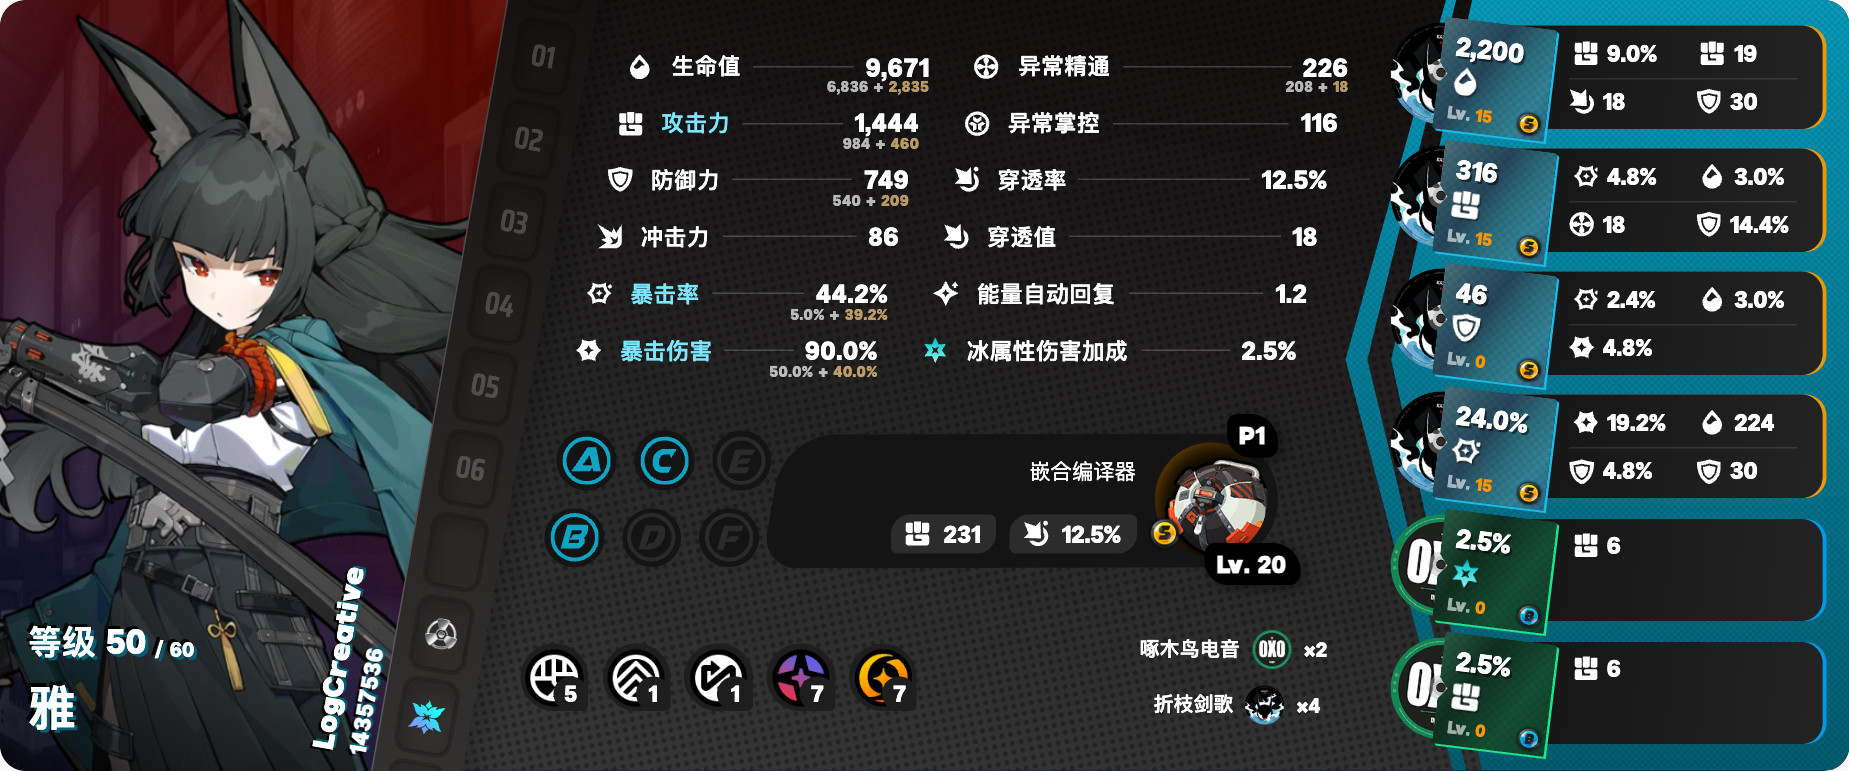 01
02
03
04
05
06
等级 50 / 60
雅
LogCreative
14357536
生命值 9,671
6,836 + 2,835
攻击力 1,444
984 + 460
防御力 749
540 + 209
冲击力 86
暴击率 44.2%
5.0% + 39.2%
暴击伤害 90.0%
50.0% + 40.0%
异常精通 226
208 + 18
异常掌控 116
穿透率 12.5%
穿透值 18
能量自动回复 1.2
冰属性伤害加成 2.5%
A C E
B D F
嵌合编译器
231 12.5%
P1
S
Lv. 20
5 1 1 7 7
啄木鸟电音 OXO ×2
折枝剑歌 ×4
2,200
Lv. 15 S
9.0% 19
18 30
316
Lv. 15 S
4.8% 3.0%
18 14.4%
46
Lv. 0 S
2.4% 3.0%
4.8%
24.0%
Lv. 15 S
19.2% 224
4.8% 30
2.5%
Lv. 0 B
6
2.5%
Lv. 0 B
6